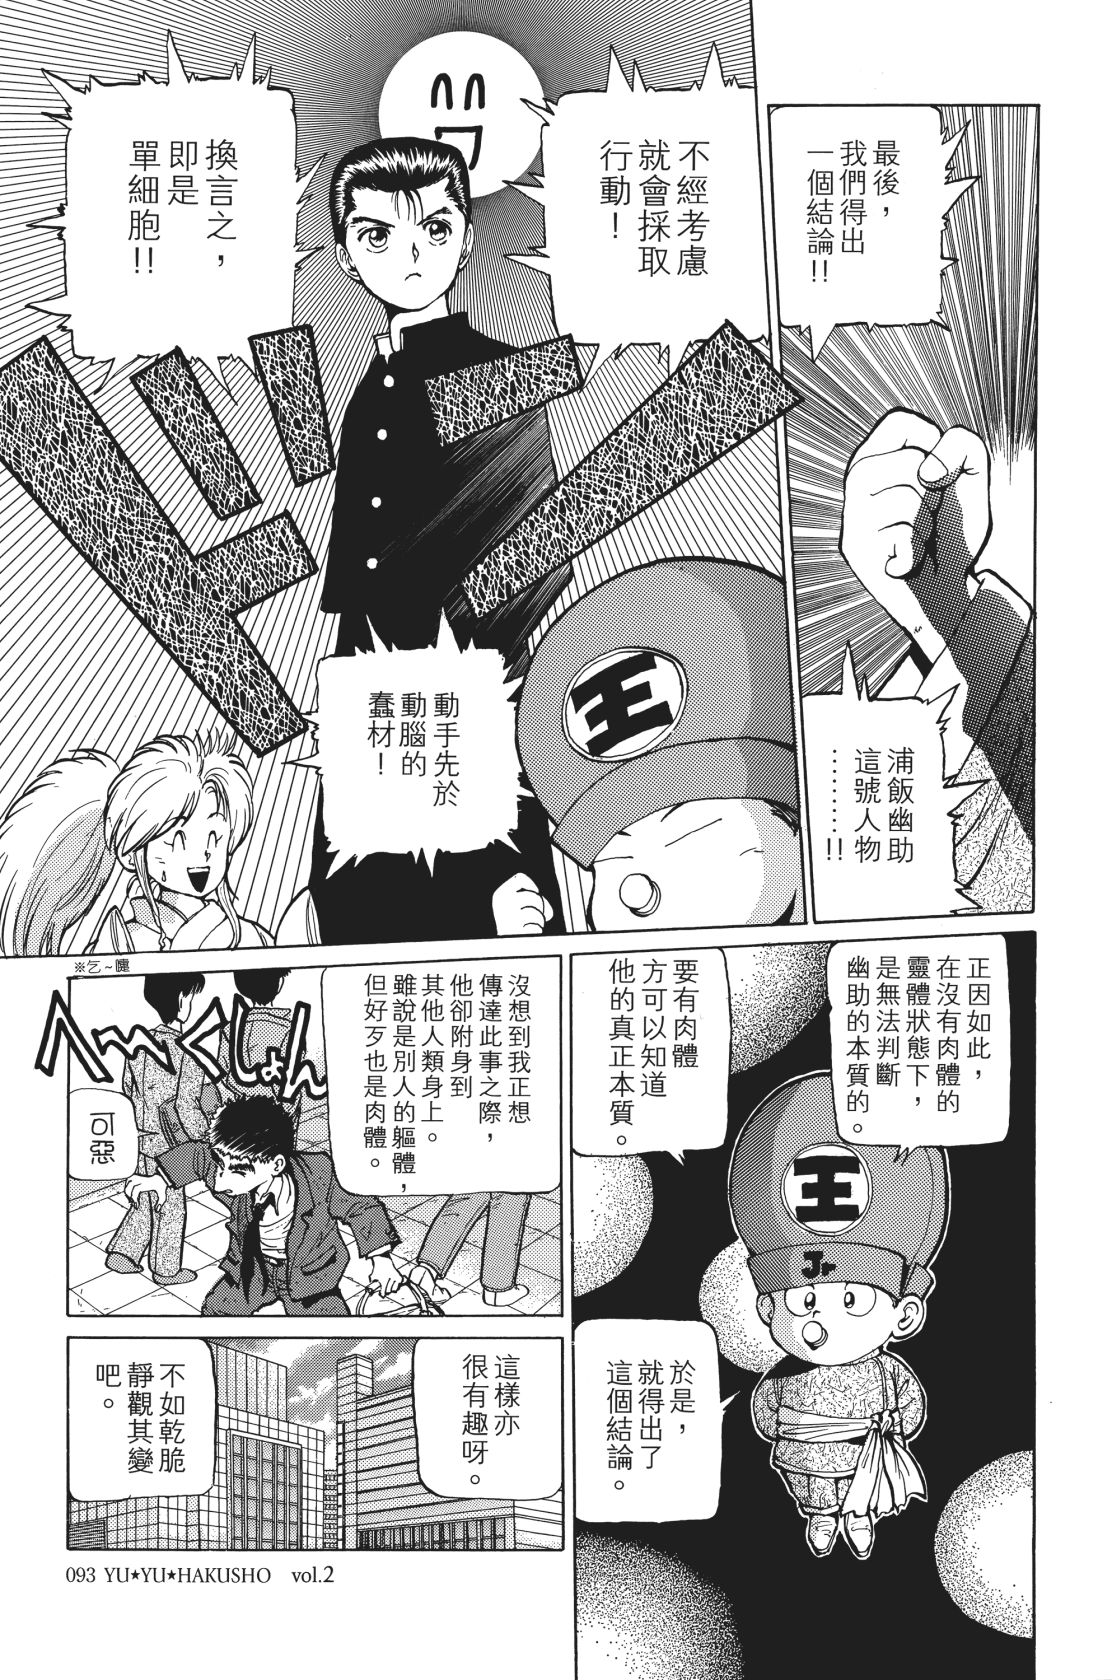 最後，
我們得出
一個結論!!
浦飯幽助
這號人物
………!!
不經考慮
就會採取
行動！
換言之，
即是
單細胞!!
ドーン
動手先於
動腦的
蠢材！
王
正因如此，
在沒有肉體的
靈體狀態下，
是無法判斷
幽助的本質的。
要有肉體
方可以知道
他的真正本質。
王
Jr
於是，
就得出了
這個結論。
沒想到我正想
傳達此事之際，
他卻附身到
其他人類身上。
雖說是別人的軀體，
但好歹也是肉體。
※乞~嚏
へ~くしょん
可惡
這樣亦
很有趣呀。
不如乾脆
靜觀其變
吧。
093 YU★YU★HAKUSHO vol.2